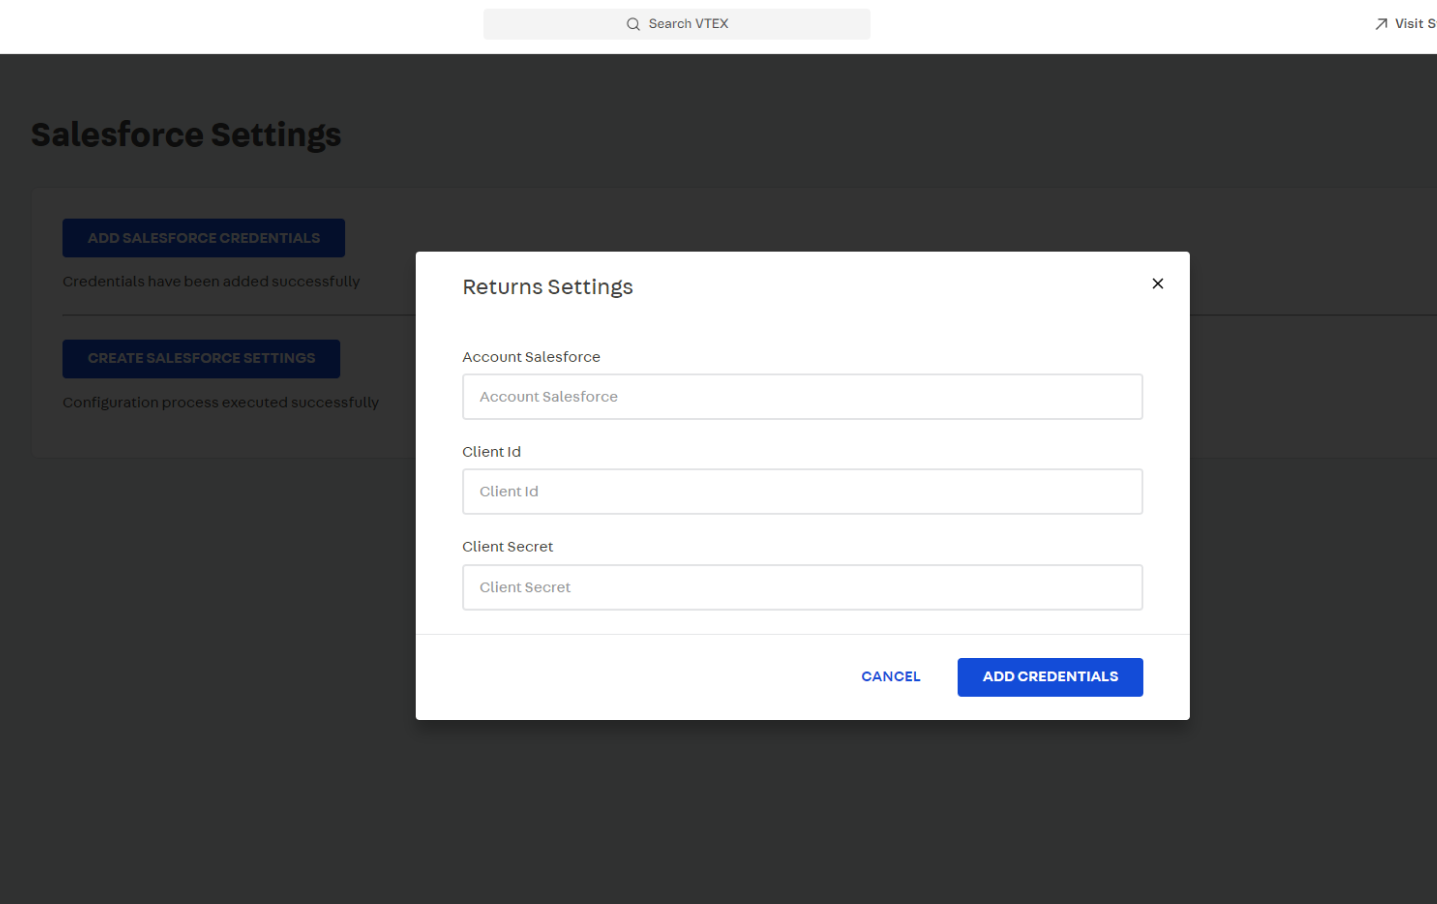 Search VTEX
Visit S
Salesforce Settings
ADD SALESFORCE CREDENTIALS
Credentials have been added successfully
CREATE SALESFORCE SETTINGS
Configuration process executed successfully
Returns Settings
Account Salesforce
Account Salesforce
Client Id
Client Id
Client Secret
Client Secret
CANCEL
ADD CREDENTIALS